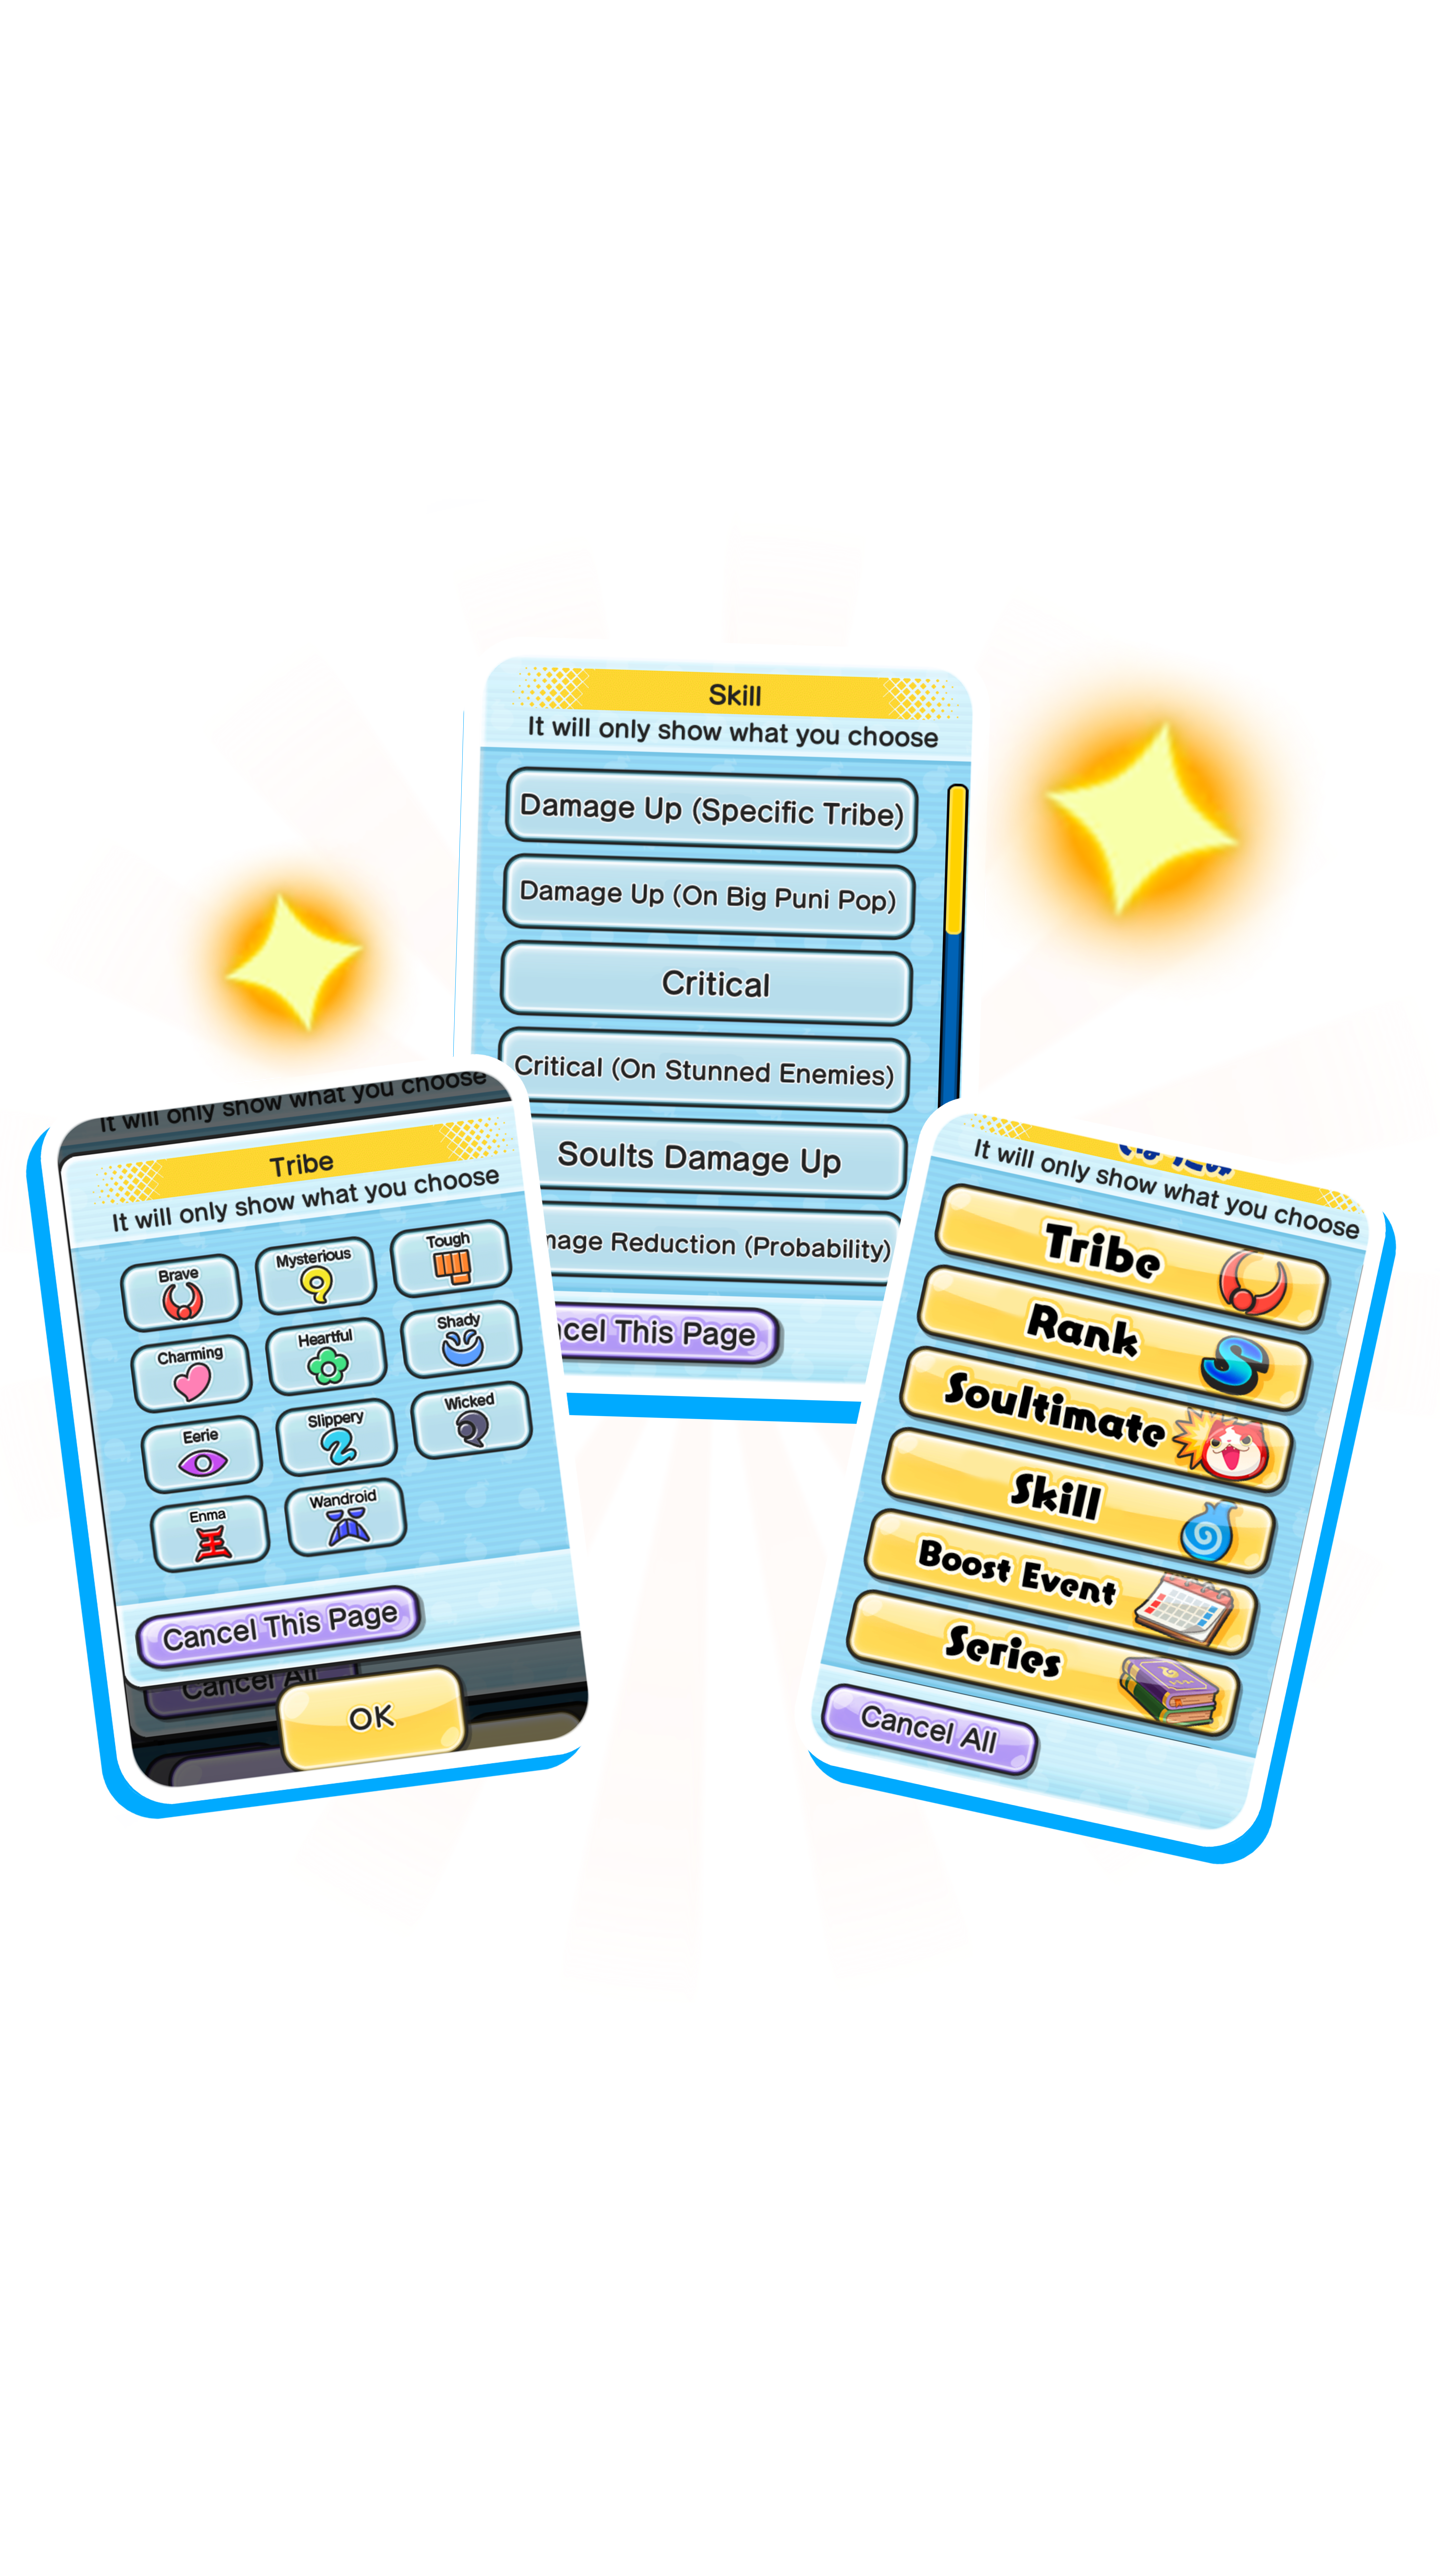 Skill
It will only show what you choose
Damage Up (Specific Tribe)
Damage Up (On Big Puni Pop)
Critical
Critical (On Stunned Enemies)
Soults Damage Up
mage Reduction (Probability)
ncel This Page
It will only show what you choose
Tribe
It will only show what you choose
Brave
Mysterious
Tough
Charming
Heartful
Shady
Eerie
Slippery
Wicked
Enma
Wandroid
Cancel This Page
Cancel All
OK
It will only show what you choose
Tribe
Rank
S
Soultimate
Skill
Boost Event
Series
Cancel All